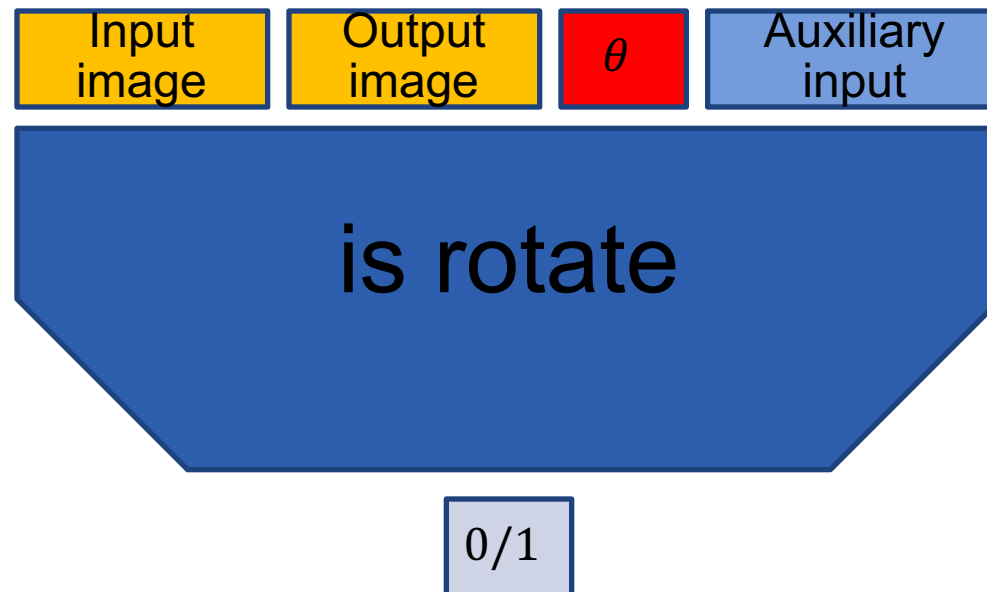 Input
image
Output
image
θ
Auxiliary
input
is rotate
0/1